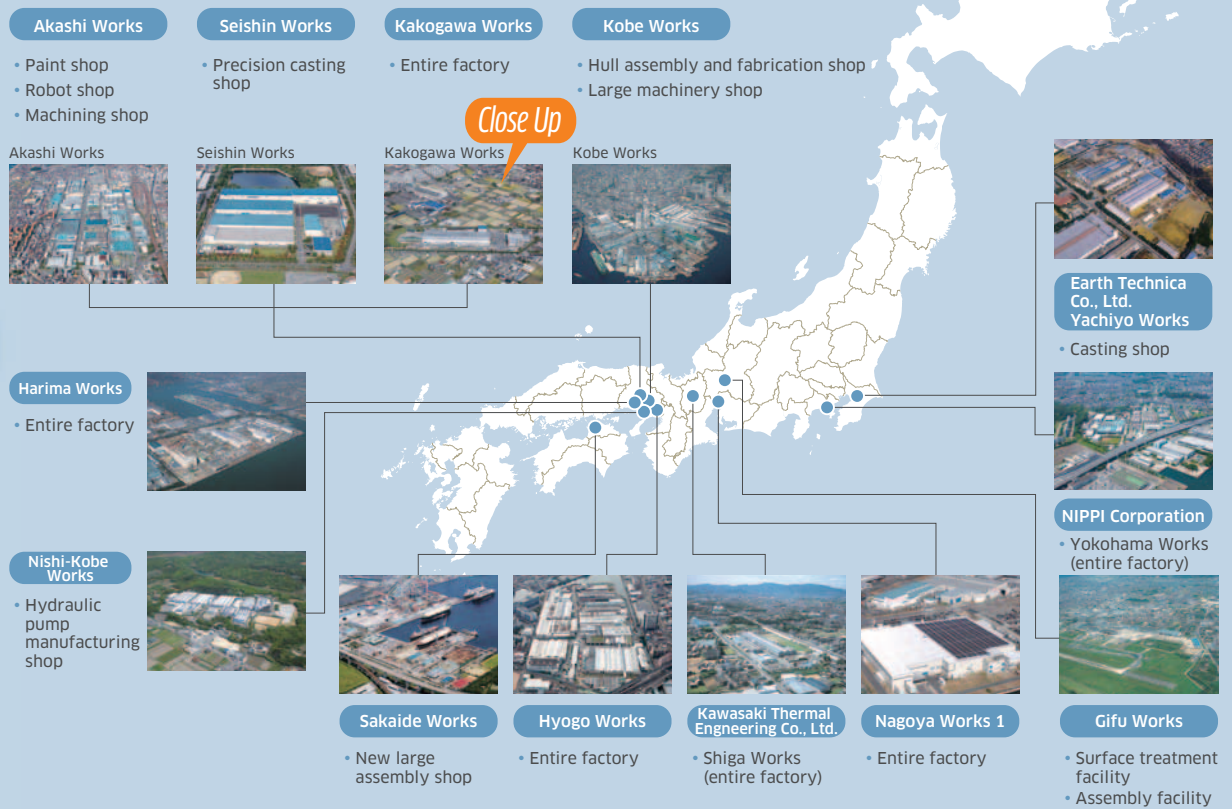 Akashi Works
• Paint shop
• Robot shop
• Machining shop
Akashi Works
Seishin Works
• Precision casting
shop
Seishin Works
Kakogawa Works
• Entire factory
Close Up
Kakogawa Works
Kobe Works
• Hull assembly and fabrication shop
• Large machinery shop
Kobe Works
Earth Technica
Co., Ltd.
Yachiyo Works
• Casting shop
Harima Works
• Entire factory
NIPPI Corporation
• Yokohama Works
(entire factory)
Nishi-Kobe
Works
• Hydraulic
pump
manufacturing
shop
Sakaide Works
• New large
assembly shop
Hyogo Works
• Entire factory
Kawasaki Thermal
Engneering Co., Ltd.
• Shiga Works
(entire factory)
Nagoya Works 1
• Entire factory
Gifu Works
• Surface treatment
facility
• Assembly facility